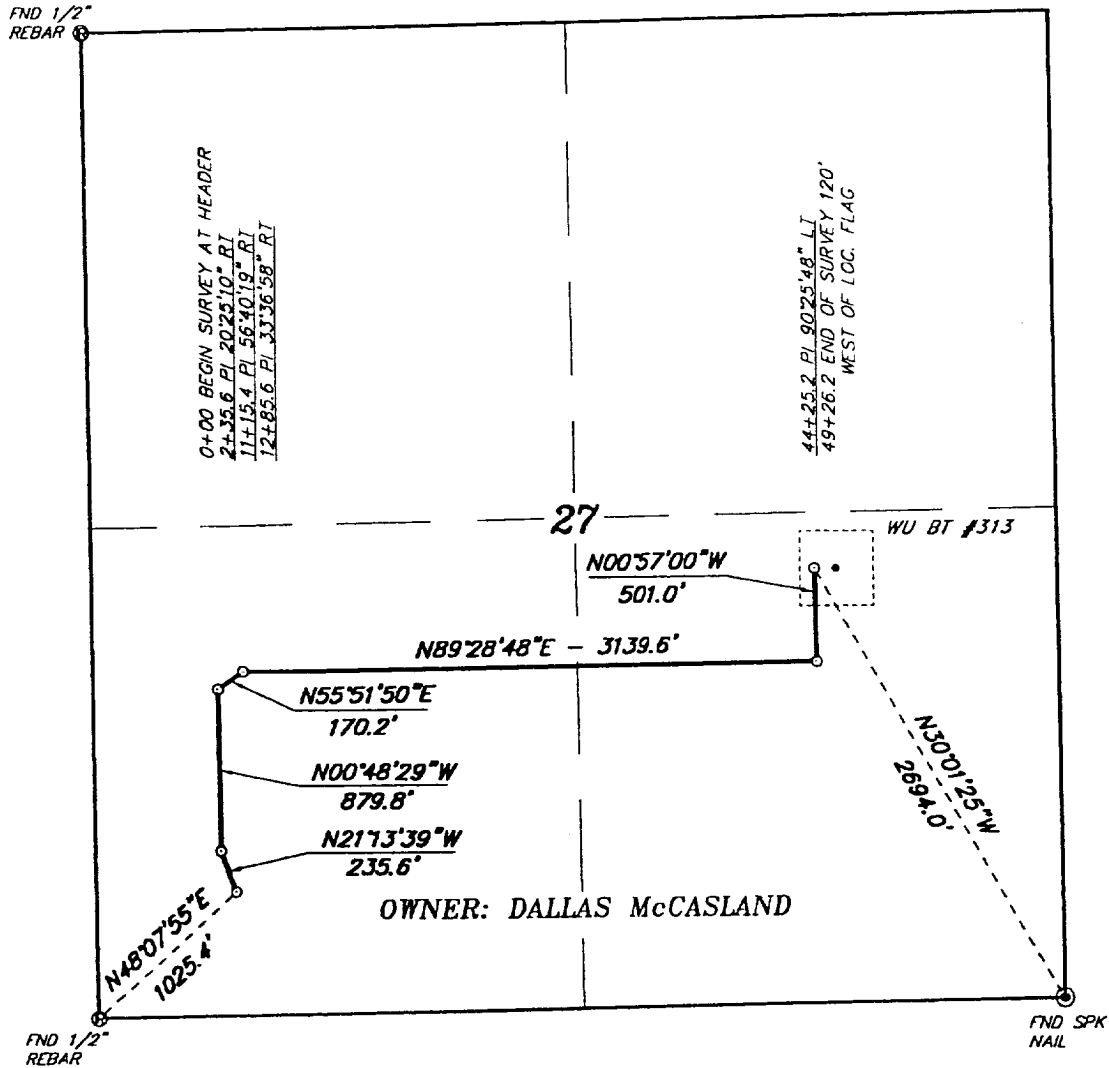 FND 1/2"
REBAR
0+00 BEGIN SURVEY AT HEADER
2+35.6 PI 20°25'10" RT
11+15.4 PI 56°40'19" RT
12+85.6 PI 33°36'58" RT
44+25.2 PI 90°25'48" LT
49+26.2 END OF SURVEY 120'
WEST OF LOC. FLAG
27
WU BT #313
N00°57'00"W
501.0'
N89°28'48"E - 3139.6'
N55°51'50"E
170.2'
N00°48'29"W
879.8'
N21°13'39"W
235.6'
N30°01'25"W
2694.0'
OWNER: DALLAS McCASLAND
N48°07'55"E
1025.4'
FND 1/2"
REBAR
FND SPK
NAIL